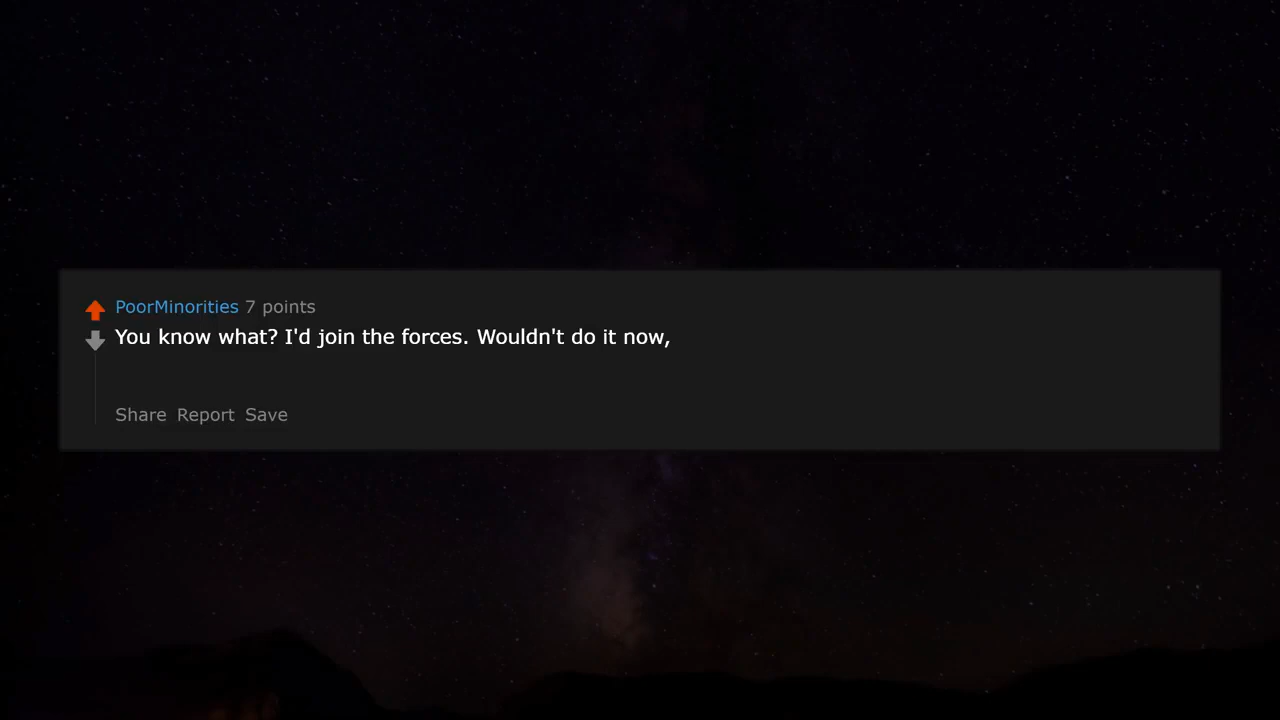 PoorMinorities 7 points
You know what? I'd join the forces. Wouldn't do it now,
Share Report Save